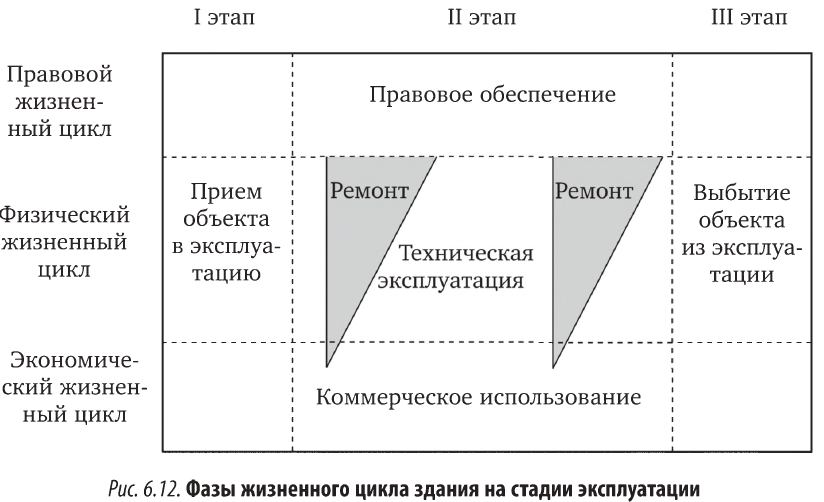 I этап
II этап
III этап
Правовой
жизнен-
ный цикл
Правовое обеспечение
Физический
жизненный
цикл
Прием
объекта
в эксплуа-
тацию
Ремонт
Техническая
эксплуатация
Ремонт
Выбытие
объекта
из эксплуа-
тации
Экономиче-
ский жизнен-
ный цикл
Коммерческое использование
Рис. 6.12. Фазы жизненного цикла здания на стадии эксплуатации